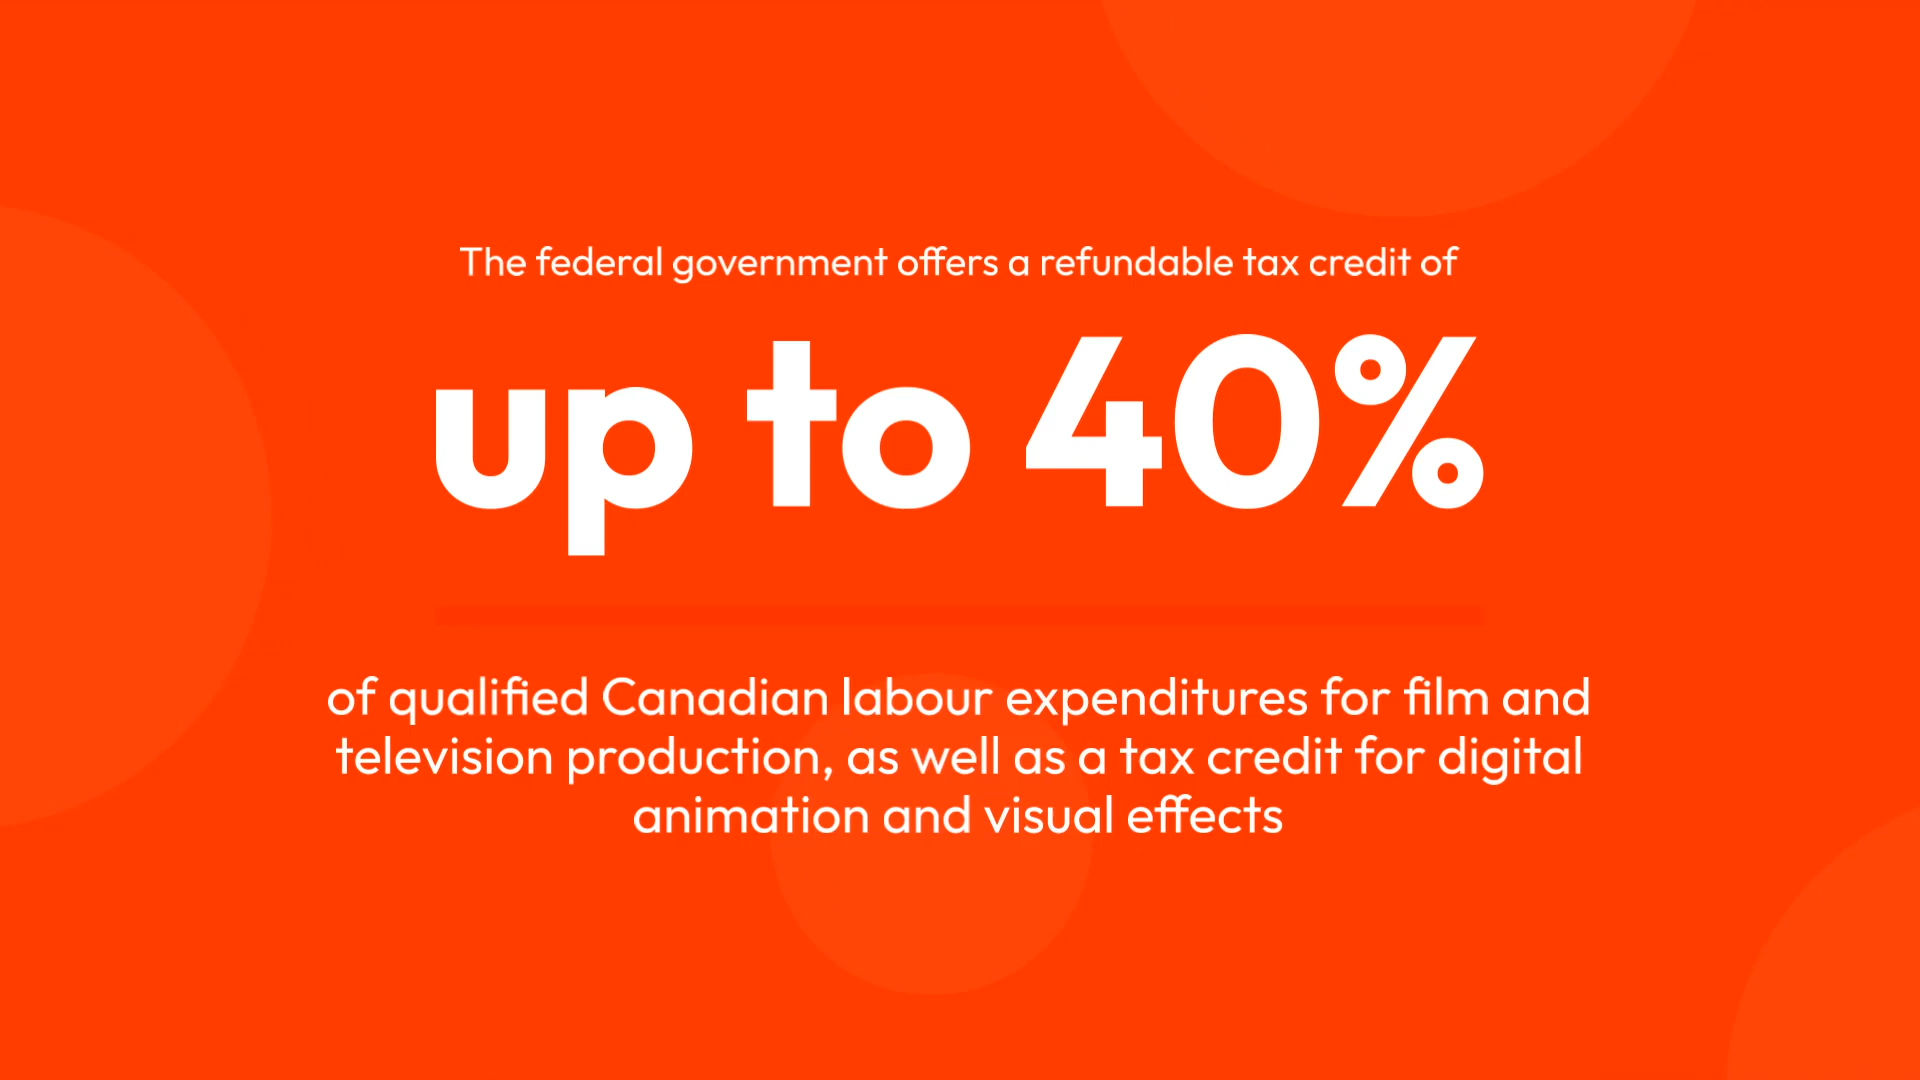 The federal government offers a refundable tax credit of
up to 40%
of qualified Canadian labour expenditures for film and
television production, as well as a tax credit for digital
animation and visual effects